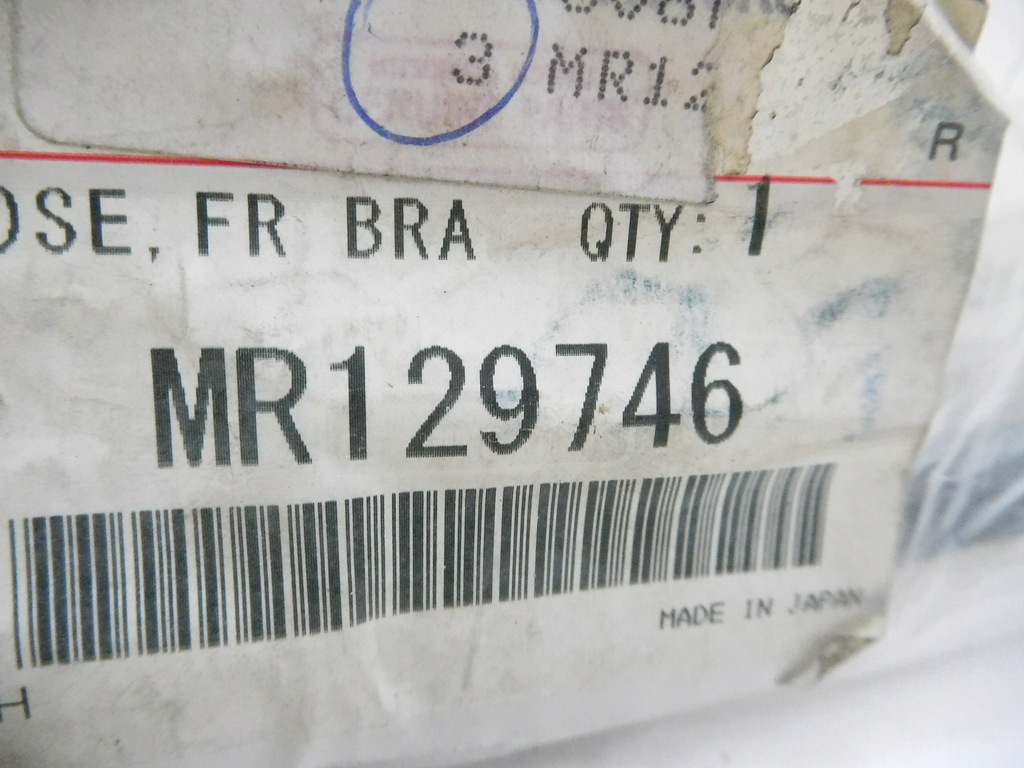 3 MR12
R
OSE, FR BRA QTY: 1
MR129746
MADE IN JAPAN
H